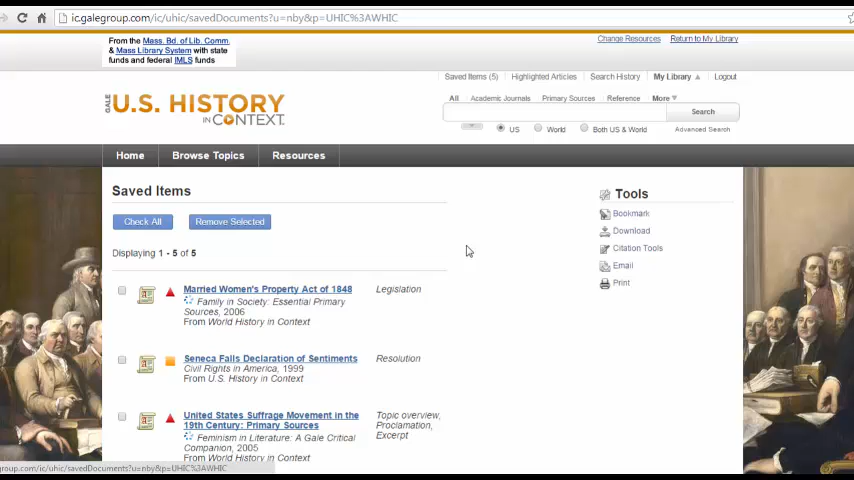 ic.galegroup.com/ic/uhic/savedDocuments?u=nby&p=UHIC%3AWHIC
From the Mass. Bd. of Lib. Comm.
& Mass Library System with state
funds and federal IMLS funds
Change Resources Return to My Library
Saved Items (5) Highlighted Articles Search History My Library Logout
GALE
U.S. HISTORY
IN CONTEXT
All Academic Journals Primary Sources Reference More
Search
US World Both US & World Advanced Search
Home Browse Topics Resources
Saved Items
Check All Remove Selected
Displaying 1 - 5 of 5
Tools
Bookmark
Download
Citation Tools
Email
Print
Married Women's Property Act of 1848 Legislation
Family in Society: Essential Primary
Sources, 2006
From World History in Context
Seneca Falls Declaration of Sentiments Resolution
Civil Rights in America, 1999
From U.S. History in Context
United States Suffrage Movement in the Topic overview,
19th Century: Primary Sources Proclamation,
Feminism in Literature: A Gale Critical Excerpt
Companion, 2005
From World History in Context
group.com/ic/uhic/savedDocuments?u=nby&p=UHIC%3AWHIC